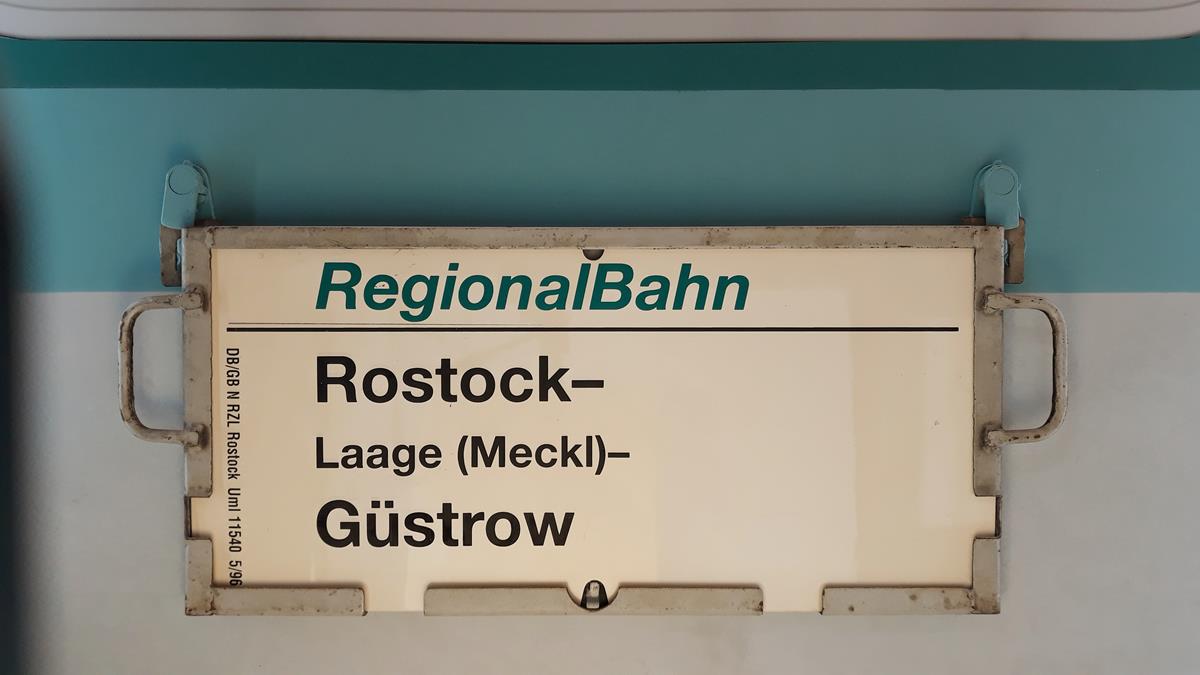 RegionalBahn
Rostock–
Laage (Meckl)–
Güstrow
DB/GB N RZL Rostock Uml 11540 5/96